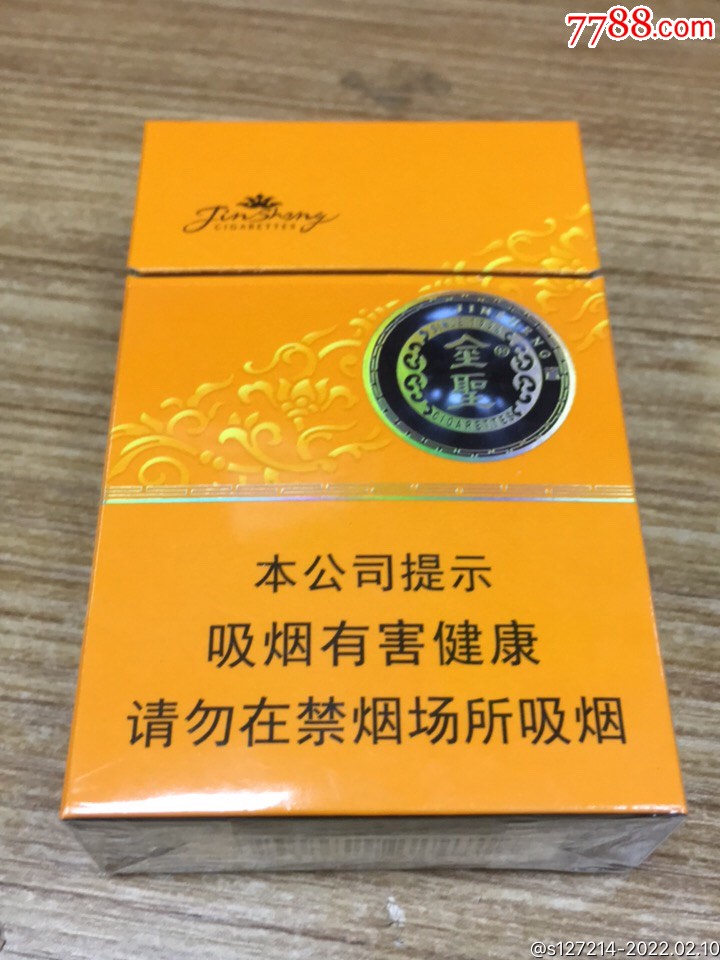 7788.com
JinSheng
CIGARETTES
JINSHENG
金聖®
CIGARETTES
本公司提示
吸烟有害健康
请勿在禁烟场所吸烟
@s127214-2022.02.10